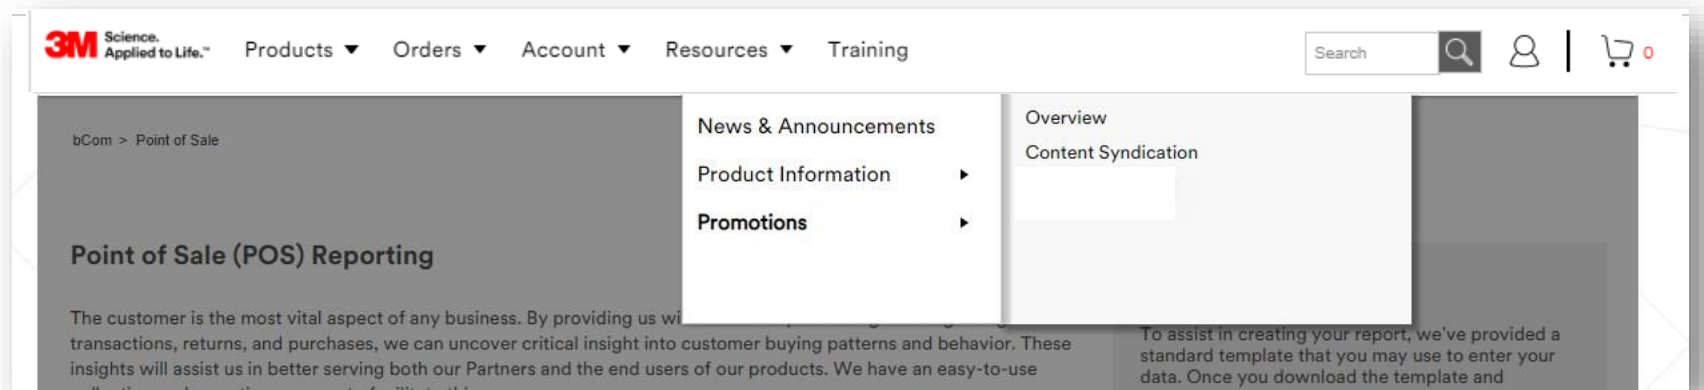 3M Science.
Applied to Life.™
Products ▼ Orders ▼ Account ▼ Resources ▼ Training
Search
0
bCom > Point of Sale
News & Announcements
Product Information
Promotions
Overview
Content Syndication
Point of Sale (POS) Reporting
The customer is the most vital aspect of any business. By providing us
transactions, returns, and purchases, we can uncover critical insight into customer buying patterns and behavior. These
insights will assist us in better serving both our Partners and the end users of our products. We have an easy-to-use
To assist in creating your report, we've provided a
standard template that you may use to enter your
data. Once you download the template and